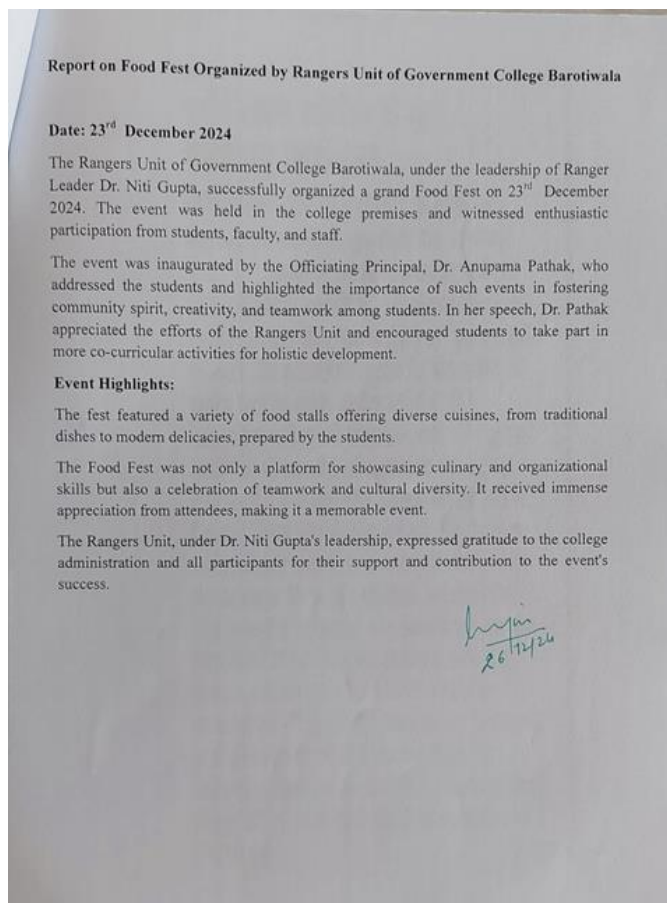 Report on Food Fest Organized by Rangers Unit of Government College Barotiwala
Date: 23rd December 2024
The Rangers Unit of Government College Barotiwala, under the leadership of Ranger
Leader Dr. Niti Gupta, successfully organized a grand Food Fest on 23rd December
2024. The event was held in the college premises and witnessed enthusiastic
participation from students, faculty, and staff.
The event was inaugurated by the Officiating Principal, Dr. Anupama Pathak, who
addressed the students and highlighted the importance of such events in fostering
community spirit, creativity, and teamwork among students. In her speech, Dr. Pathak
appreciated the efforts of the Rangers Unit and encouraged students to take part in
more co-curricular activities for holistic development.
Event Highlights:
The fest featured a variety of food stalls offering diverse cuisines, from traditional
dishes to modern delicacies, prepared by the students.
The Food Fest was not only a platform for showcasing culinary and organizational
skills but also a celebration of teamwork and cultural diversity. It received immense
appreciation from attendees, making it a memorable event.
The Rangers Unit, under Dr. Niti Gupta's leadership, expressed gratitude to the college
administration and all participants for their support and contribution to the event's
success.
26/12/24